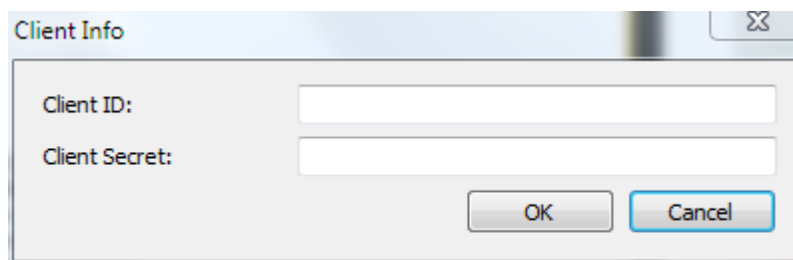 Client Info
Client ID:
Client Secret:
OK Cancel